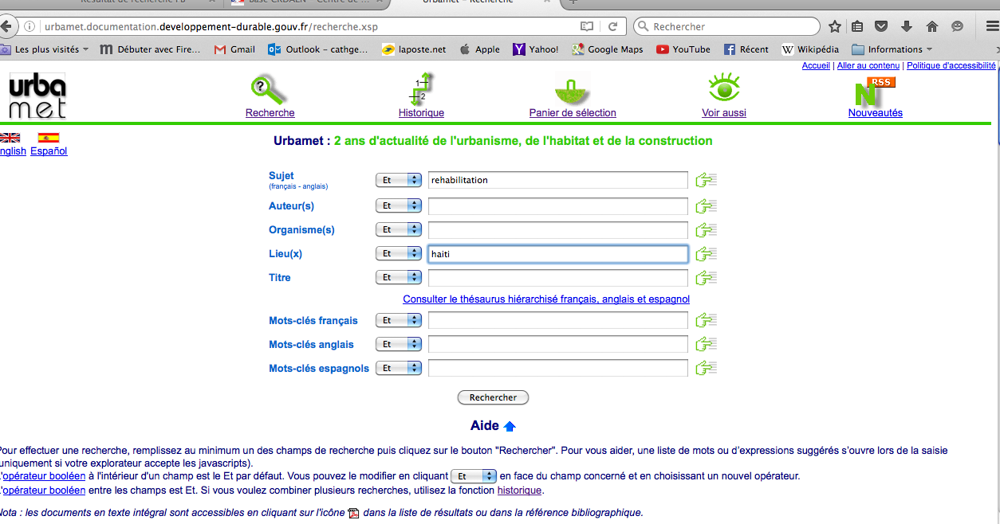 Résultat de recherche PB
Base CRDALN – Centre de ...
Urbamet – Recherche
urbamet.documentation.developpement-durable.gouv.fr/recherche.xsp
Rechercher
Les plus visités
Débuter avec Fire...
Gmail
Outlook – cathge...
laposte.net
Apple
Yahoo!
Google Maps
YouTube
Récent
Wikipédia
Informations
Accueil | Aller au contenu | Politique d'accessibilité
urba
met
Recherche
1
2
Historique
Panier de sélection
Voir aussi
RSS
N
Nouveautés
nglish Español
Urbamet : 2 ans d'actualité de l'urbanisme, de l'habitat et de la construction
Sujet
(français - anglais)
Et
rehabilitation
Auteur(s) Et
Organisme(s) Et
Lieu(x) Et haiti
Titre Et
Consulter le thésaurus hiérarchisé français, anglais et espagnol
Mots-clés français Et
Mots-clés anglais Et
Mots-clés espagnols Et
Rechercher
Aide
Pour effectuer une recherche, remplissez au minimum un des champs de recherche puis cliquez sur le bouton "Rechercher". Pour vous aider, une liste de mots ou d'expressions suggérés s'ouvre lors de la saisie
uniquement si votre explorateur accepte les javascripts).
'opérateur booléen à l'intérieur d'un champ est le Et par défaut. Vous pouvez le modifier en cliquant Et en face du champ concerné et en choisissant un nouvel opérateur.
'opérateur booléen entre les champs est Et. Si vous voulez combiner plusieurs recherches, utilisez la fonction historique.
Nota : les documents en texte intégral sont accessibles en cliquant sur l'icône dans la liste de résultats ou dans la référence bibliographique.